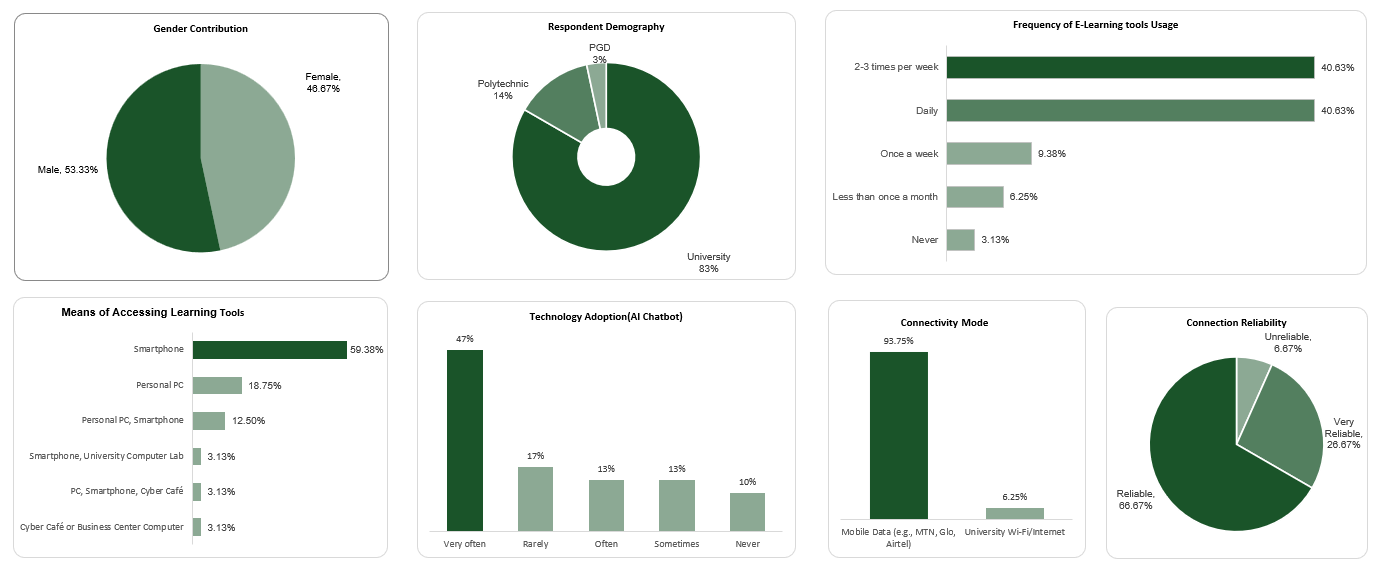 Gender Contribution
Female,
46.67%
Male, 53.33%
Respondent Demography
PGD
3%
Polytechnic
14%
University
83%
Frequency of E-Learning tools Usage
2-3 times per week
40.63%
Daily
40.63%
Once a week
9.38%
Less than once a month
6.25%
Never
3.13%
Means of Accessing Learning Tools
Smartphone
59.38%
Personal PC
18.75%
Personal PC, Smartphone
12.50%
Smartphone, University Computer Lab
3.13%
PC, Smartphone, Cyber Café
3.13%
Cyber Café or Business Center Computer
3.13%
Technology Adoption(AI Chatbot)
47%
17%
13%
13%
10%
Very often
Rarely
Often
Sometimes
Never
Connectivity Mode
93.75%
6.25%
Mobile Data (e.g., MTN, Glo,
Airtel)
University Wi-Fi/Internet
Connection Reliability
Unreliable,
6.67%
Very
Reliable,
26.67%
Reliable,
66.67%